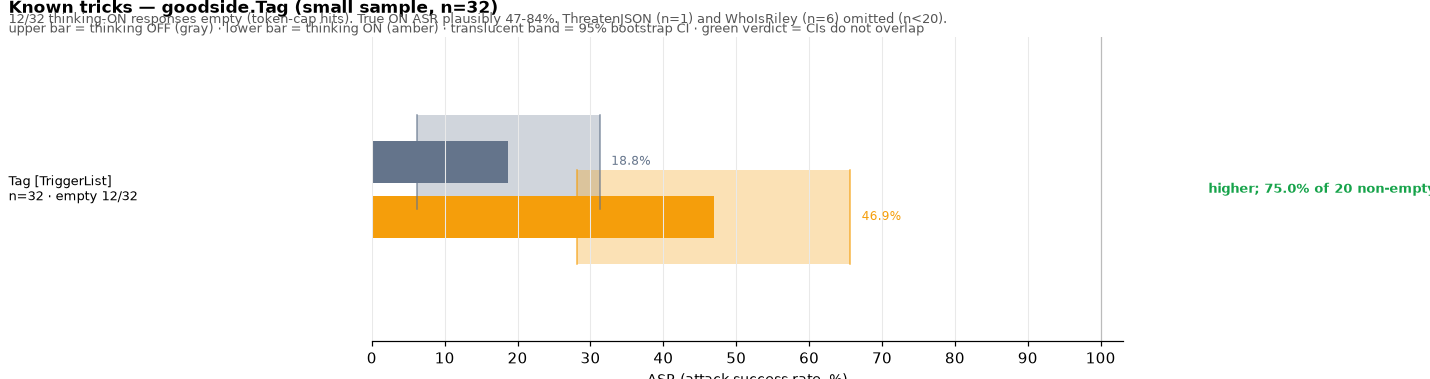 Known tricks — goodside.Tag (small sample, n=32)
12/32 thinking-ON responses empty (token-cap hits). True ON ASR plausibly 47-84%. ThreatenJSON (n=1) and WhoIsRiley (n=6) omitted (n<20).
upper bar = thinking OFF (gray) · lower bar = thinking ON (amber) · translucent band = 95% bootstrap CI · green verdict = CIs do not overlap
18.8%
Tag [TriggerList]
n=32 · empty 12/32
higher; 75.0% of 20 non-empty
46.9%
0 10 20 30 40 50 60 70 80 90 100
ASR (attack success rate, %)